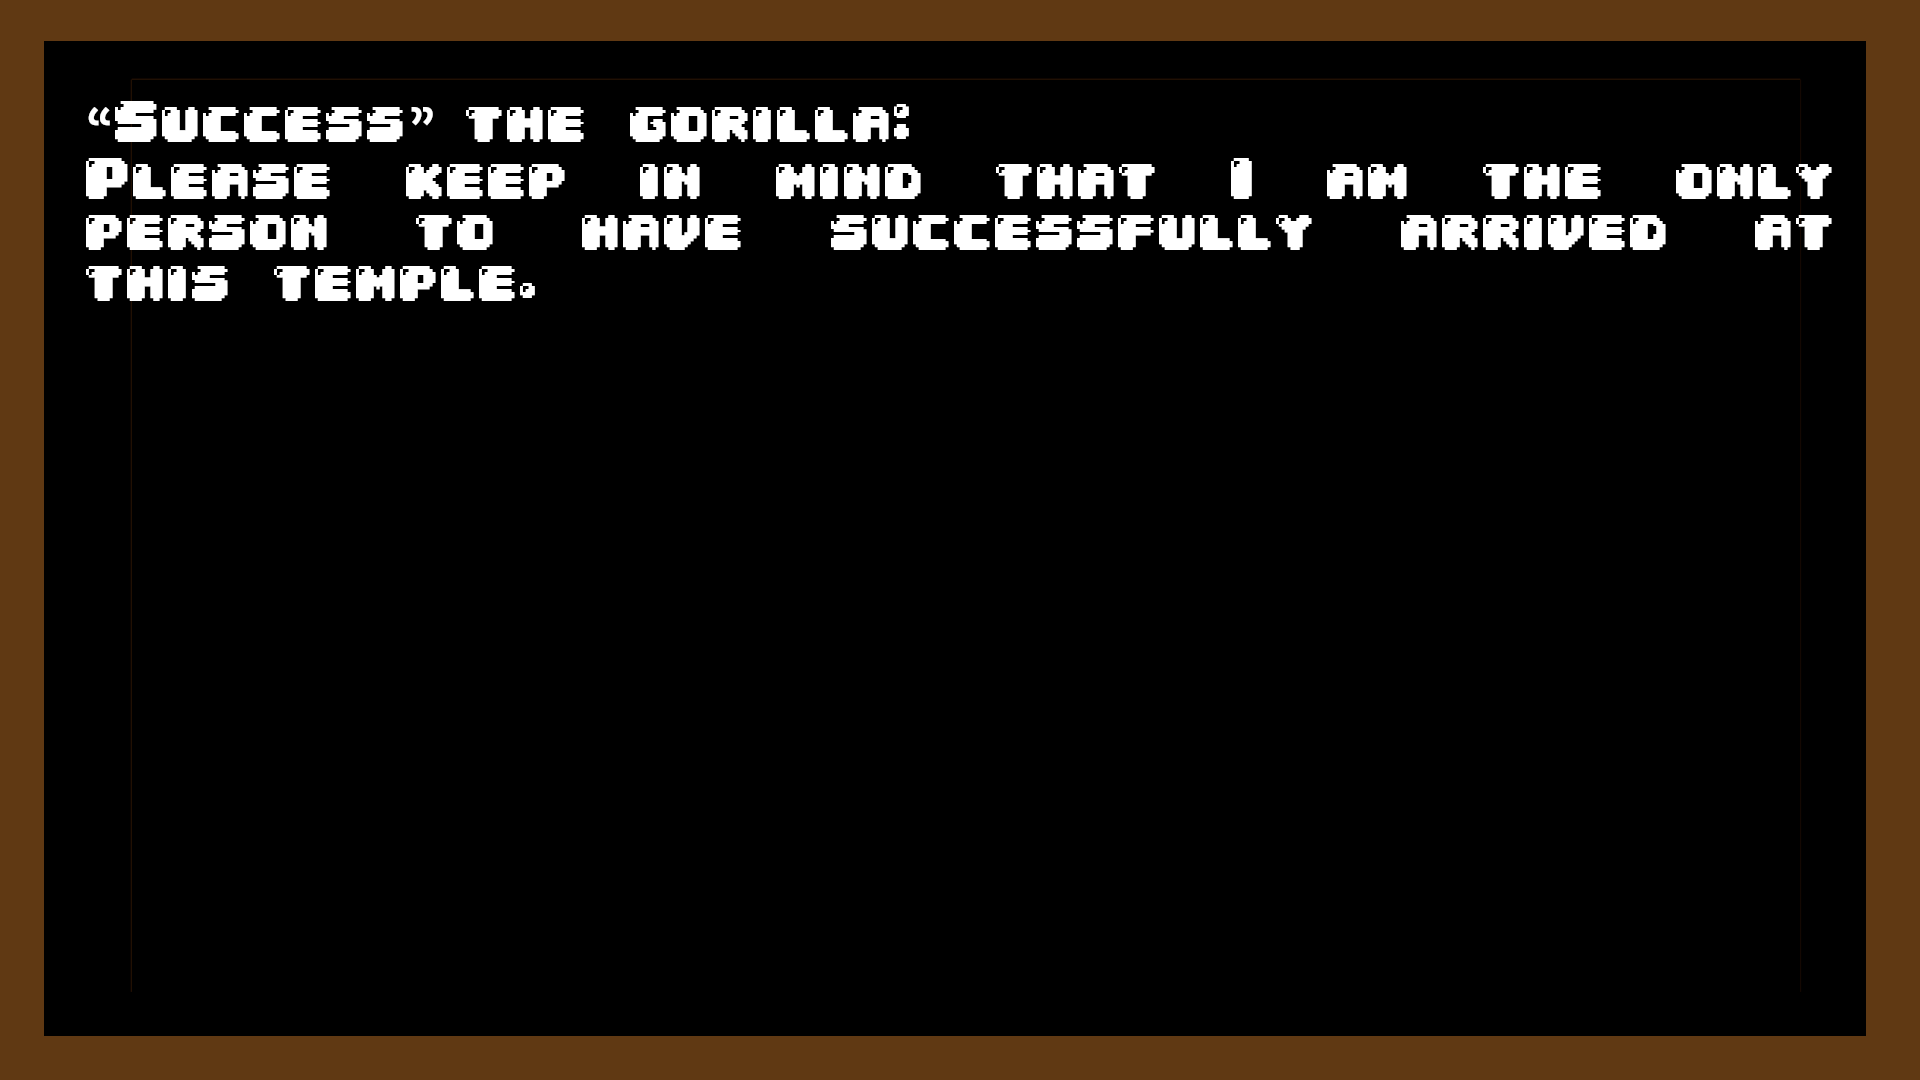 “Success” the gorilla:
Please keep in mind that I am the only
person to have successfully arrived at
this temple.